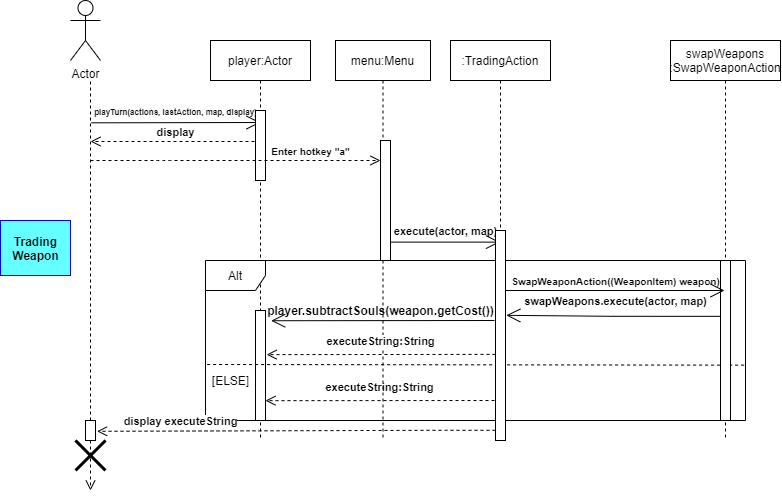 Actor
player:Actor
menu:Menu
:TradingAction
swapWeapons
:SwapWeaponAction
playTurn(actions, lastAction, map, display
display
Enter hotkey "a"
Trading
Weapon
execute(actor, map)
Alt
SwapWeaponAction((WeaponItem) weapon)
swapWeapons.execute(actor, map)
player.subtractSouls(weapon.getCost())
executeString:String
[ELSE]
executeString:String
display executeString